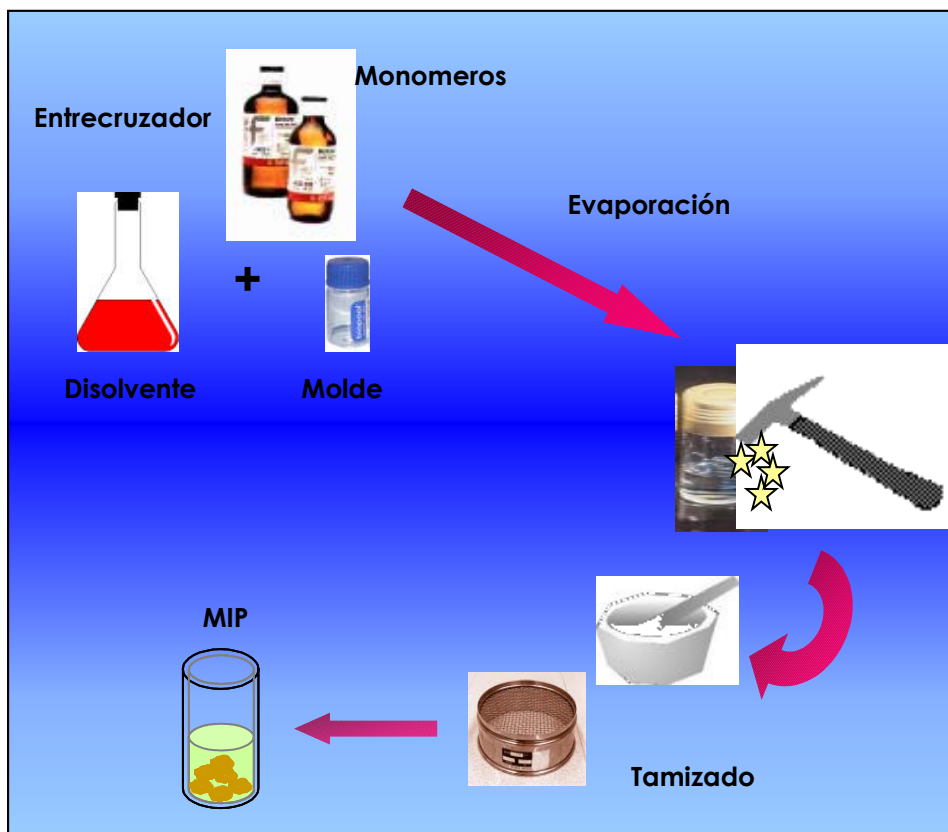 Monomeros
Entrecruzador
Evaporación
+
Disolvente
Molde
MIP
Tamizado